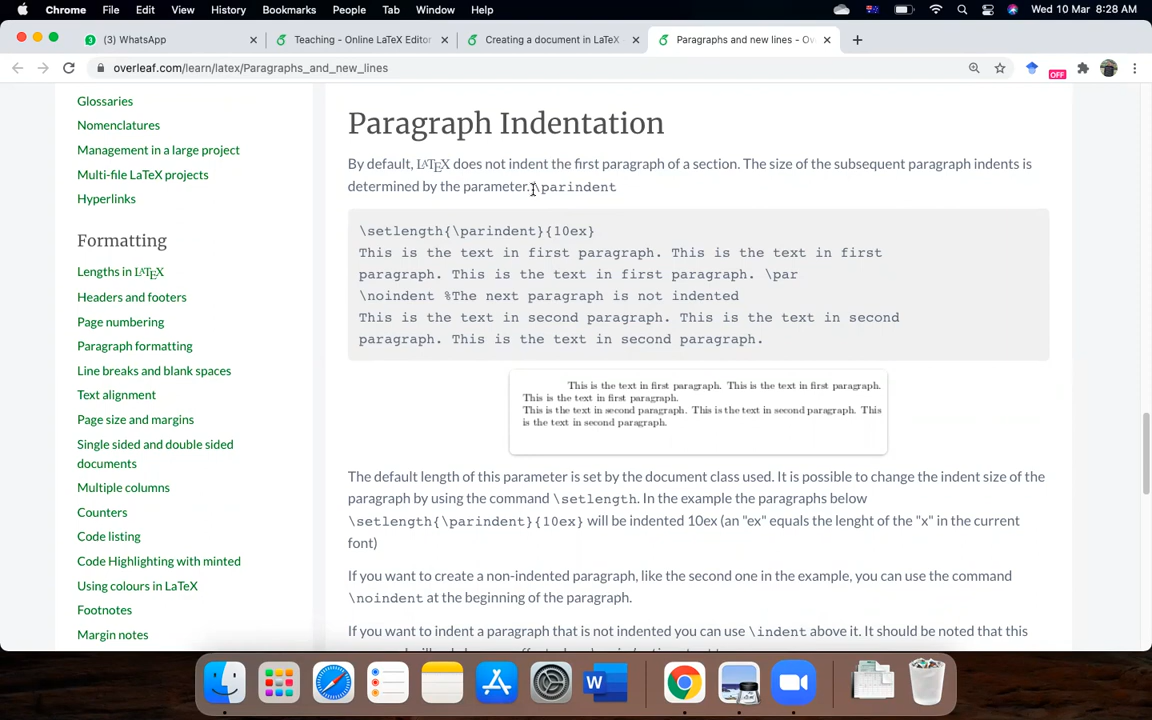 Chrome File Edit View History Bookmarks People Tab Window Help Wed 10 Mar 8:28 AM
(3) WhatsApp Teaching - Online LaTeX Editor Creating a document in LaTeX Paragraphs and new lines - Ov
overleaf.com/learn/latex/Paragraphs_and_new_lines OFF
Glossaries
Nomenclatures
Management in a large project
Multi-file LaTeX projects
Hyperlinks
Formatting
Lengths in LATEX
Headers and footers
Page numbering
Paragraph formatting
Line breaks and blank spaces
Text alignment
Page size and margins
Single sided and double sided
documents
Multiple columns
Counters
Code listing
Code Highlighting with minted
Using colours in LaTeX
Footnotes
Margin notes
Paragraph Indentation
By default, LATEX does not indent the first paragraph of a section. The size of the subsequent paragraph indents is
determined by the parameter. \parindent
\setlength{\parindent}{10ex}
This is the text in first paragraph. This is the text in first
paragraph. This is the text in first paragraph. \par
\noindent %The next paragraph is not indented
This is the text in second paragraph. This is the text in second
paragraph. This is the text in second paragraph.
This is the text in first paragraph. This is the text in first paragraph.
This is the text in first paragraph.
This is the text in second paragraph. This is the text in second paragraph. This
is the text in second paragraph.
The default length of this parameter is set by the document class used. It is possible to change the indent size of the
paragraph by using the command \setlength. In the example the paragraphs below
\setlength{\parindent}{10ex} will be indented 10ex (an "ex" equals the lenght of the "x" in the current
font)
If you want to create a non-indented paragraph, like the second one in the example, you can use the command
\noindent at the beginning of the paragraph.
If you want to indent a paragraph that is not indented you can use \indent above it. It should be noted that this